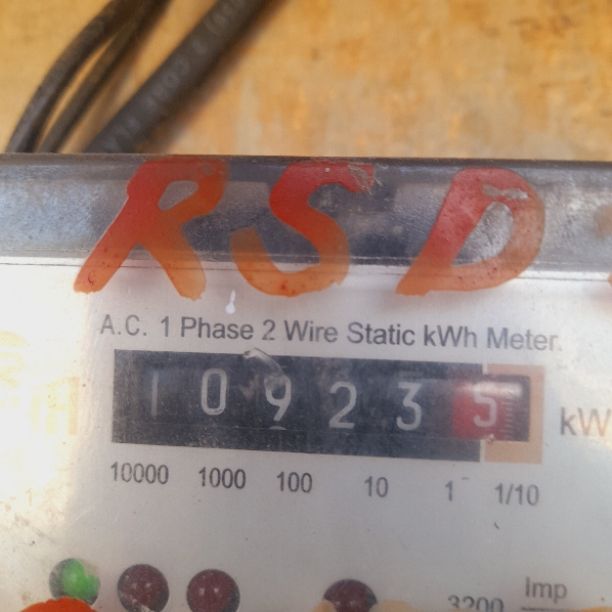 RSD
A.C. 1 Phase 2 Wire Static kWh Meter.
1 0 9 2 3 5 kW
10000 1000 100 10 1 1/10
Imp
3200